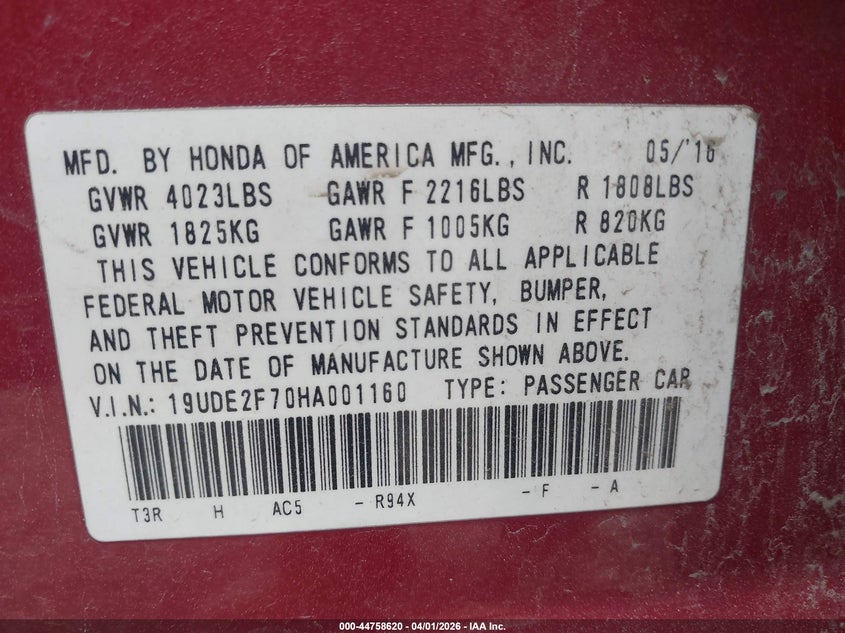 MFD. BY HONDA OF AMERICA MFG., INC. 05/'16
GVWR 4023LBS GAWR F 2216LBS R 1808LBS
GVWR 1825KG GAWR F 1005KG R 820KG
THIS VEHICLE CONFORMS TO ALL APPLICABLE
FEDERAL MOTOR VEHICLE SAFETY, BUMPER,
AND THEFT PREVENTION STANDARDS IN EFFECT
ON THE DATE OF MANUFACTURE SHOWN ABOVE.
V.I.N.: 19UDE2F70HA001160 TYPE: PASSENGER CAR
T3R H AC5 - R94X - F - A
000-44758620 04/01/2026 - IAA Inc.